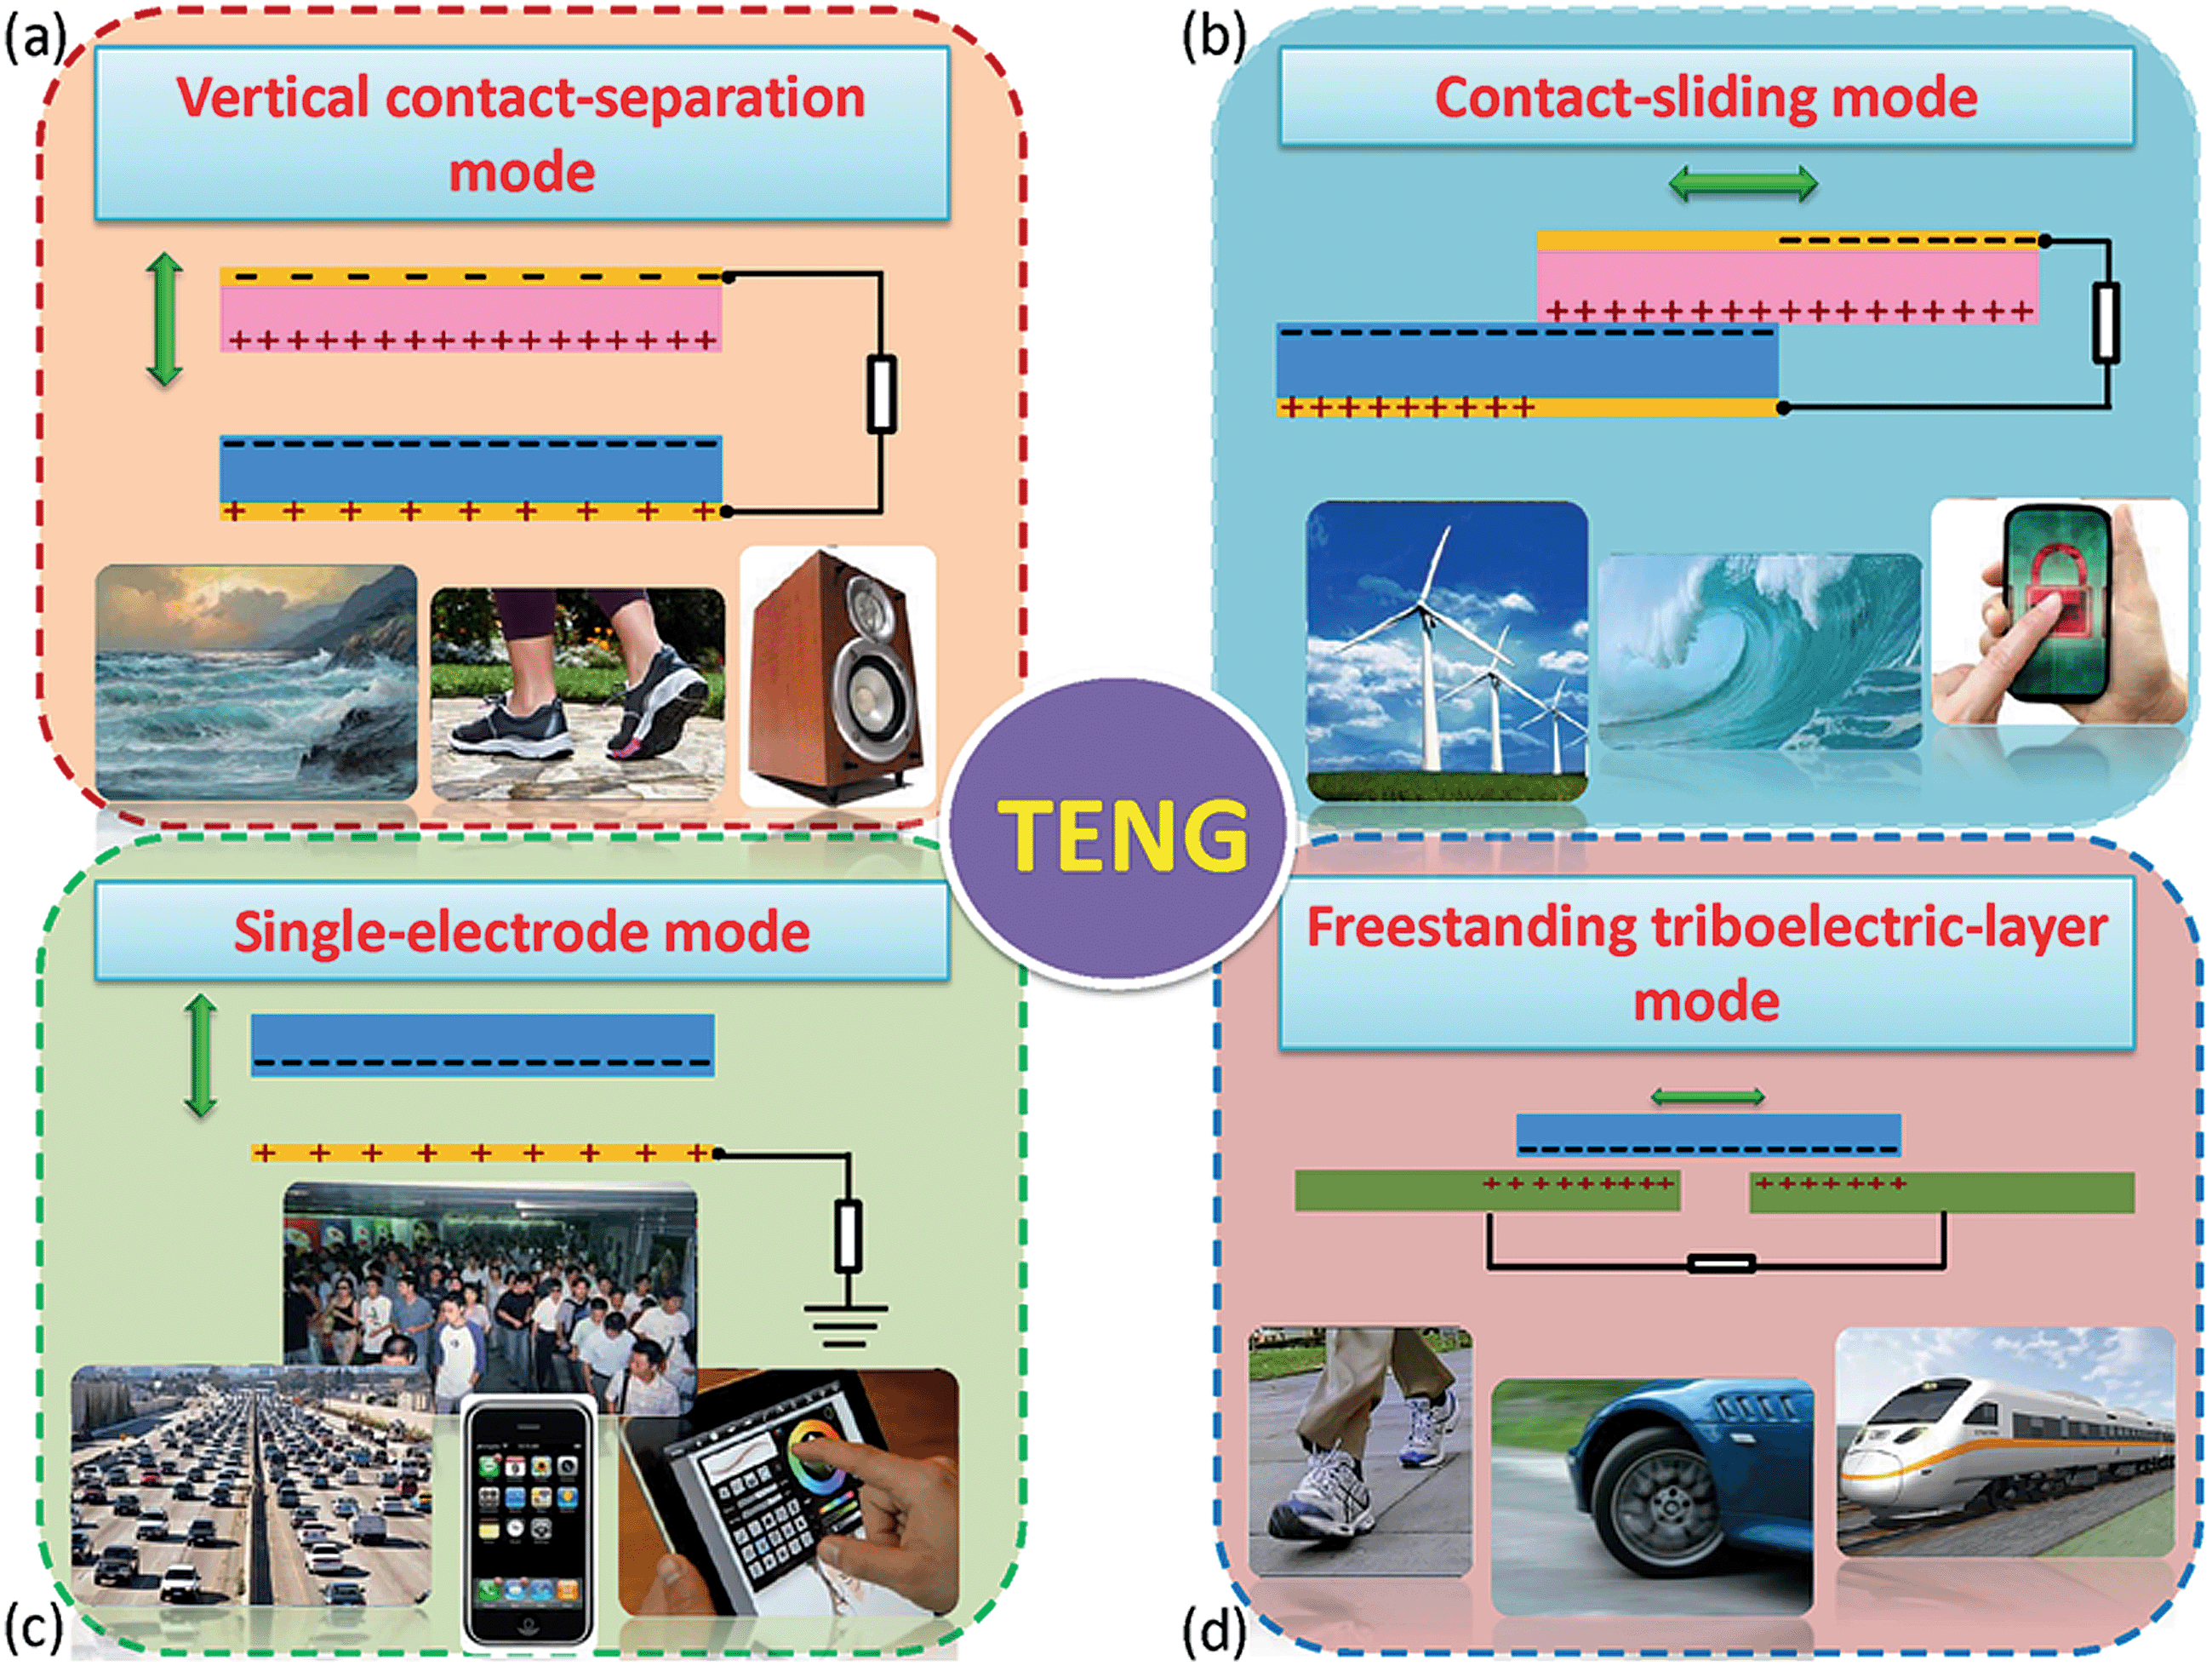 (a)
Vertical contact-separation
mode
(b)
Contact-sliding mode
TENG
Single-electrode mode
(c)
Freestanding triboelectric-layer
mode
(d)